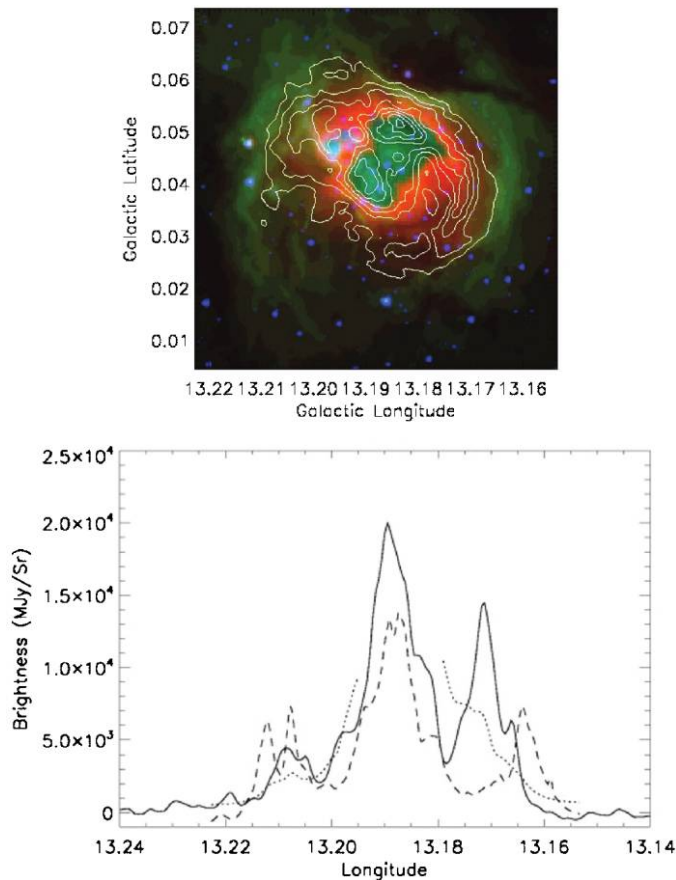 0.07
0.06
0.05
0.04
0.03
0.02
0.01
Galactic Latitude
13.22 13.21 13.20 13.19 13.18 13.17 13.16
Galactic Longitude
2.5×10⁴
2.0×10⁴
1.5×10⁴
1.0×10⁴
5.0×10³
0
Brightness (MJy/Sr)
13.24 13.22 13.20 13.18 13.16 13.14
Longitude